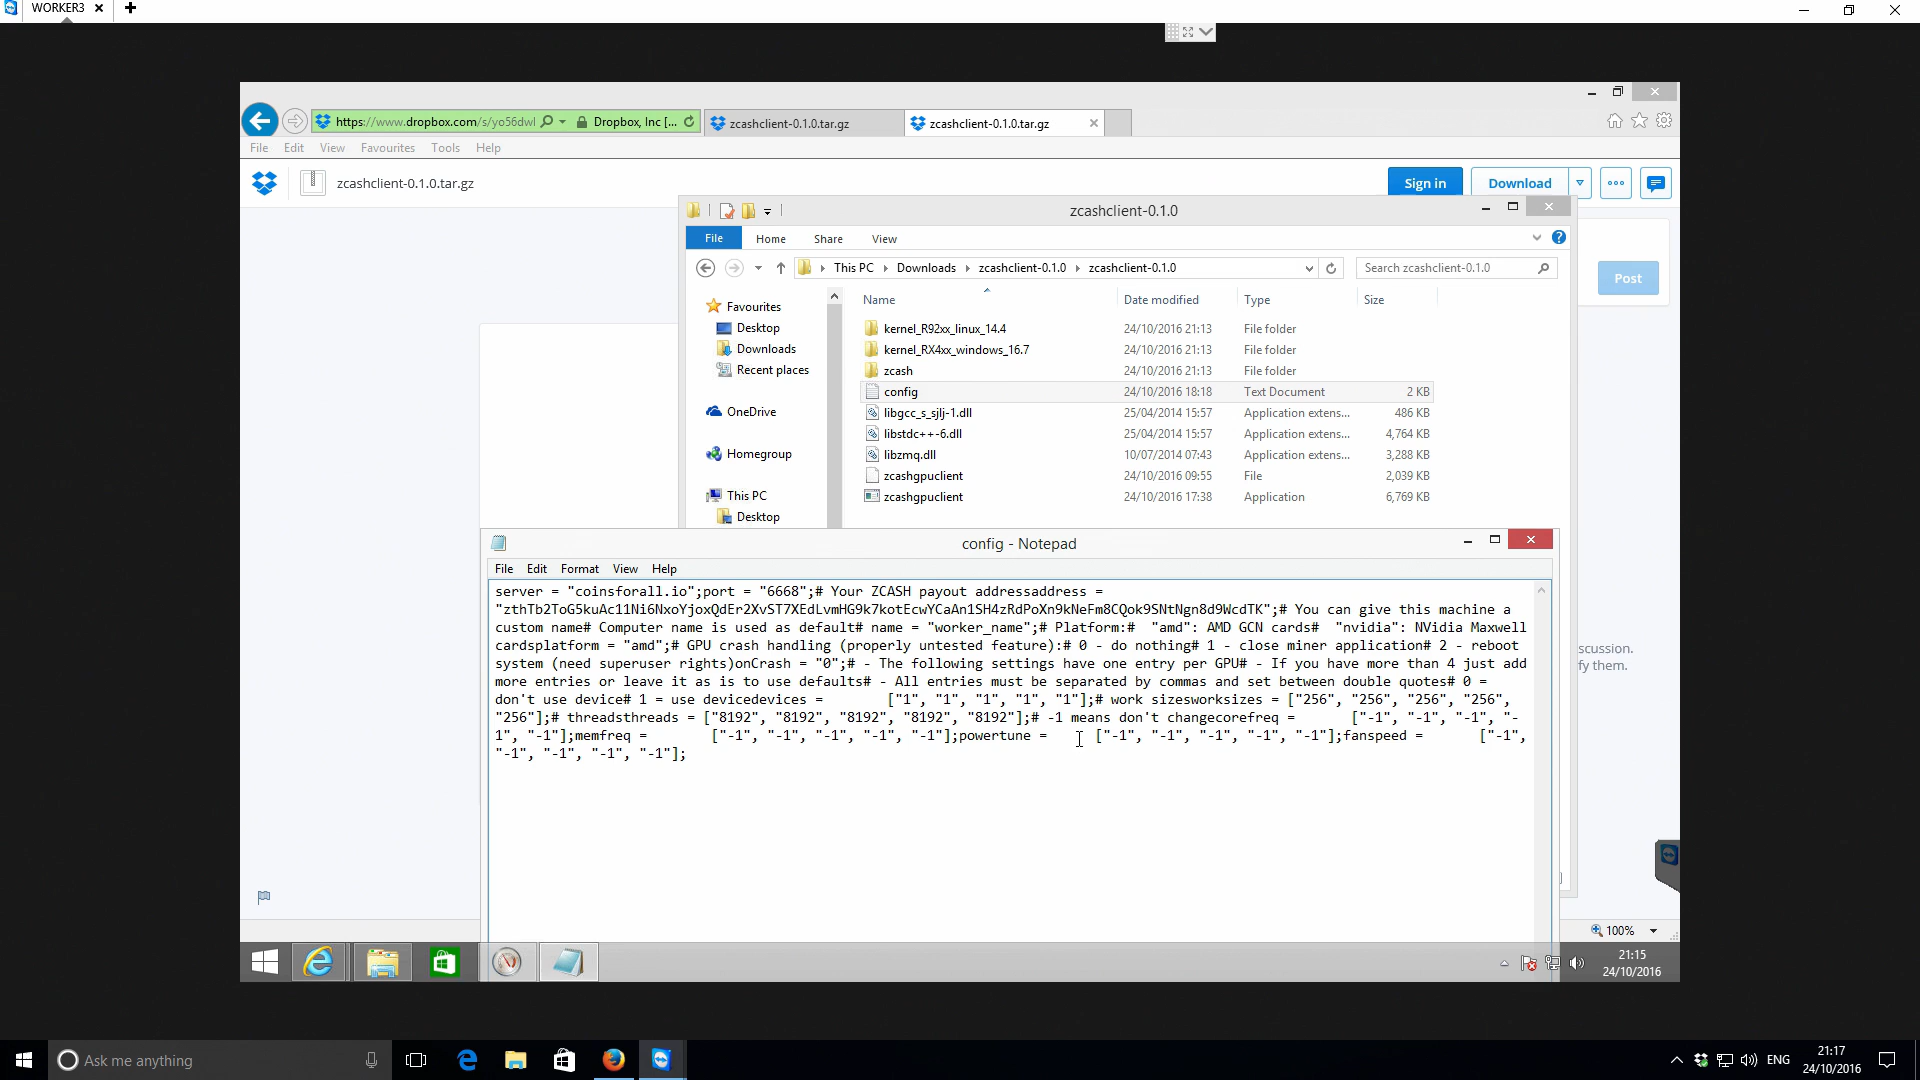 WORKER3
https://www.dropbox.com/s/yo56dwl
Dropbox, Inc [...
zcashclient-0.1.0.tar.gz
zcashclient-0.1.0.tar.gz
File Edit View Favourites Tools Help
zcashclient-0.1.0.tar.gz
Sign in
Download
zcashclient-0.1.0
File Home Share View
This PC Downloads zcashclient-0.1.0 zcashclient-0.1.0
Search zcashclient-0.1.0
Post
Favourites
Desktop
Downloads
Recent places
OneDrive
Homegroup
This PC
Desktop
Name Date modified Type Size
kernel_R92xx_linux_14.4 24/10/2016 21:13 File folder
kernel_RX4xx_windows_16.7 24/10/2016 21:13 File folder
zcash 24/10/2016 21:13 File folder
config 24/10/2016 18:18 Text Document 2 KB
libgcc_s_sjlj-1.dll 25/04/2014 15:57 Application extens... 486 KB
libstdc++-6.dll 25/04/2014 15:57 Application extens... 4,764 KB
libzmq.dll 10/07/2014 07:43 Application extens... 3,288 KB
zcashgpuclient 24/10/2016 09:55 File 2,039 KB
zcashgpuclient 24/10/2016 17:38 Application 6,769 KB
config - Notepad
File Edit Format View Help
server = "coinsforall.io";port = "6668";# Your ZCASH payout addressaddress =
"zthTb2ToG5kuAc11Ni6NxoYjoxQdEr2XvST7XEdLvmHG9k7kotEcwYCaAn1SH4zRdPoXn9kNeFm8CQok9SNtNgn8d9WcdTK";# You can give this machine a
custom name# Computer name is used as default# name = "worker_name";# Platform:#  "amd": AMD GCN cards#  "nvidia": NVidia Maxwell
cardsplatform = "amd";# GPU crash handling (properly untested feature):# 0 - do nothing# 1 - close miner application# 2 - reboot
system (need superuser rights)onCrash = "0";# - The following settings have one entry per GPU# - If you have more than 4 just add
more entries or leave it as is to use defaults# - All entries must be separated by commas and set between double quotes# 0 =
don't use device# 1 = use devicedevices =        ["1", "1", "1", "1", "1"];# work sizesworksizes = ["256", "256", "256", "256",
"256"];# threadsthreads = ["8192", "8192", "8192", "8192", "8192"];# -1 means don't changecorefreq =       ["-1", "-1", "-1", "-
1", "-1"];memfreq =        ["-1", "-1", "-1", "-1", "-1"];powertune =      ["-1", "-1", "-1", "-1", "-1"];fanspeed =       ["-1",
"-1", "-1", "-1", "-1"];
scussion.
fy them.
100%
21:15
24/10/2016
Ask me anything
ENG
21:17
24/10/2016